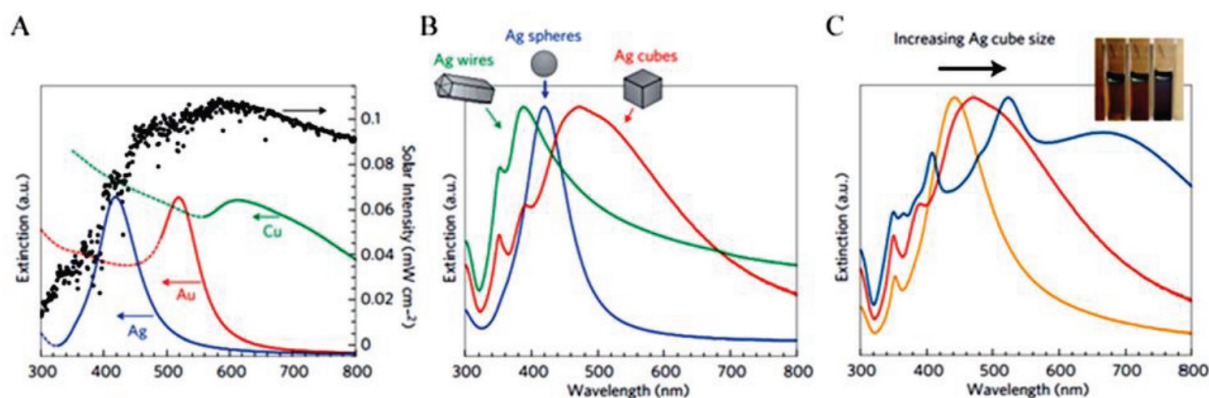 A
Extinction (a.u.)
Cu
Au
Ag
0.1
0.08
0.06
0.04
0.02
0
Solar Intensity (mW cm⁻²)
300 400 500 600 700 800
B
Ag spheres
Ag wires
Ag cubes
Extinction (a.u.)
300 400 500 600 700 800
Wavelength (nm)
C
Increasing Ag cube size
Extinction (a.u.)
300 400 500 600 700 800
Wavelength (nm)